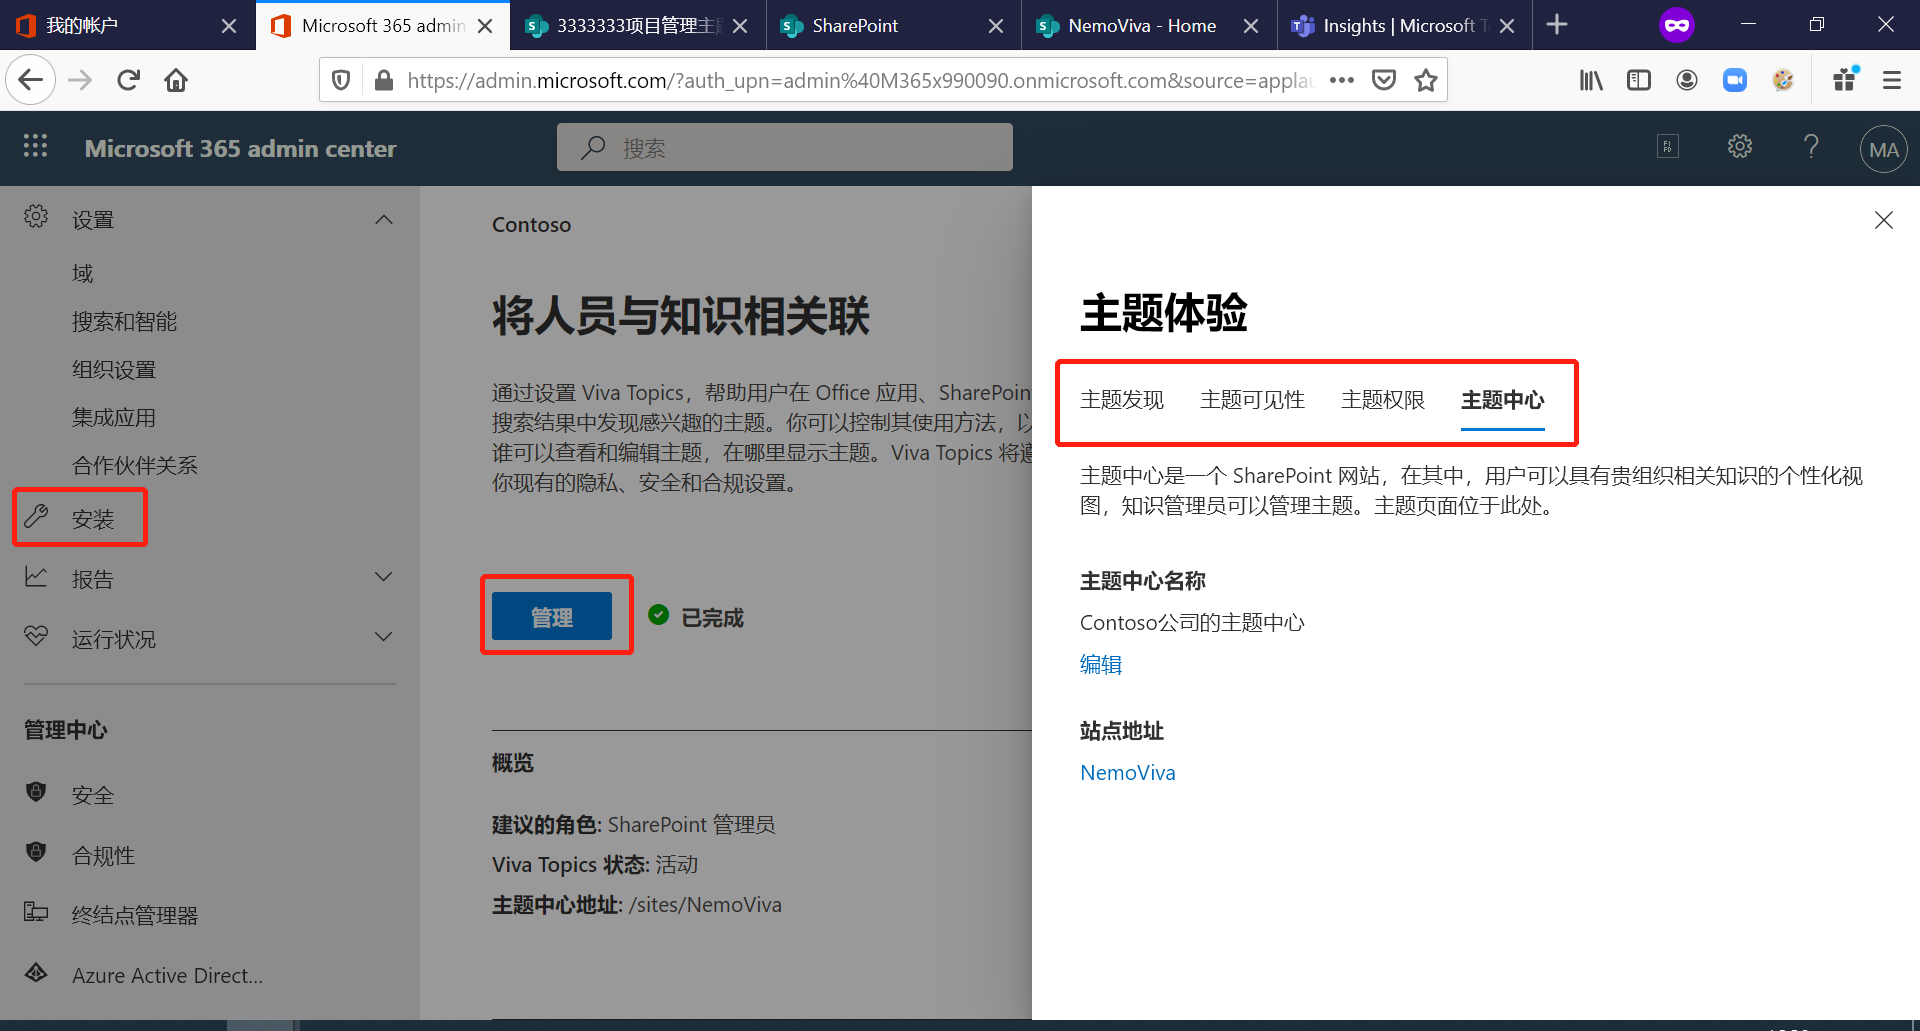 我的帐户
Microsoft 365 admin
3333333项目管理主题
SharePoint
NemoViva - Home
Insights | Microsoft T
https://admin.microsoft.com/?auth_upn=admin%40M365x990090.onmicrosoft.com&source=applau
Microsoft 365 admin center
搜索
MA
设置
域
搜索和智能
组织设置
集成应用
合作伙伴关系
安装
报告
运行状况
管理中心
安全
合规性
终结点管理器
Azure Active Direct...
Contoso
将人员与知识相关联
通过设置 Viva Topics，帮助用户在 Office 应用、SharePoin
搜索结果中发现感兴趣的主题。你可以控制其使用方法，以
谁可以查看和编辑主题，在哪里显示主题。Viva Topics 将遵
你现有的隐私、安全和合规设置。
管理
已完成
概览
建议的角色: SharePoint 管理员
Viva Topics 状态: 活动
主题中心地址: /sites/NemoViva
主题体验
主题发现 主题可见性 主题权限 主题中心
主题中心是一个 SharePoint 网站，在其中，用户可以具有贵组织相关知识的个性化视
图，知识管理员可以管理主题。主题页面位于此处。
主题中心名称
Contoso公司的主题中心
编辑
站点地址
NemoViva